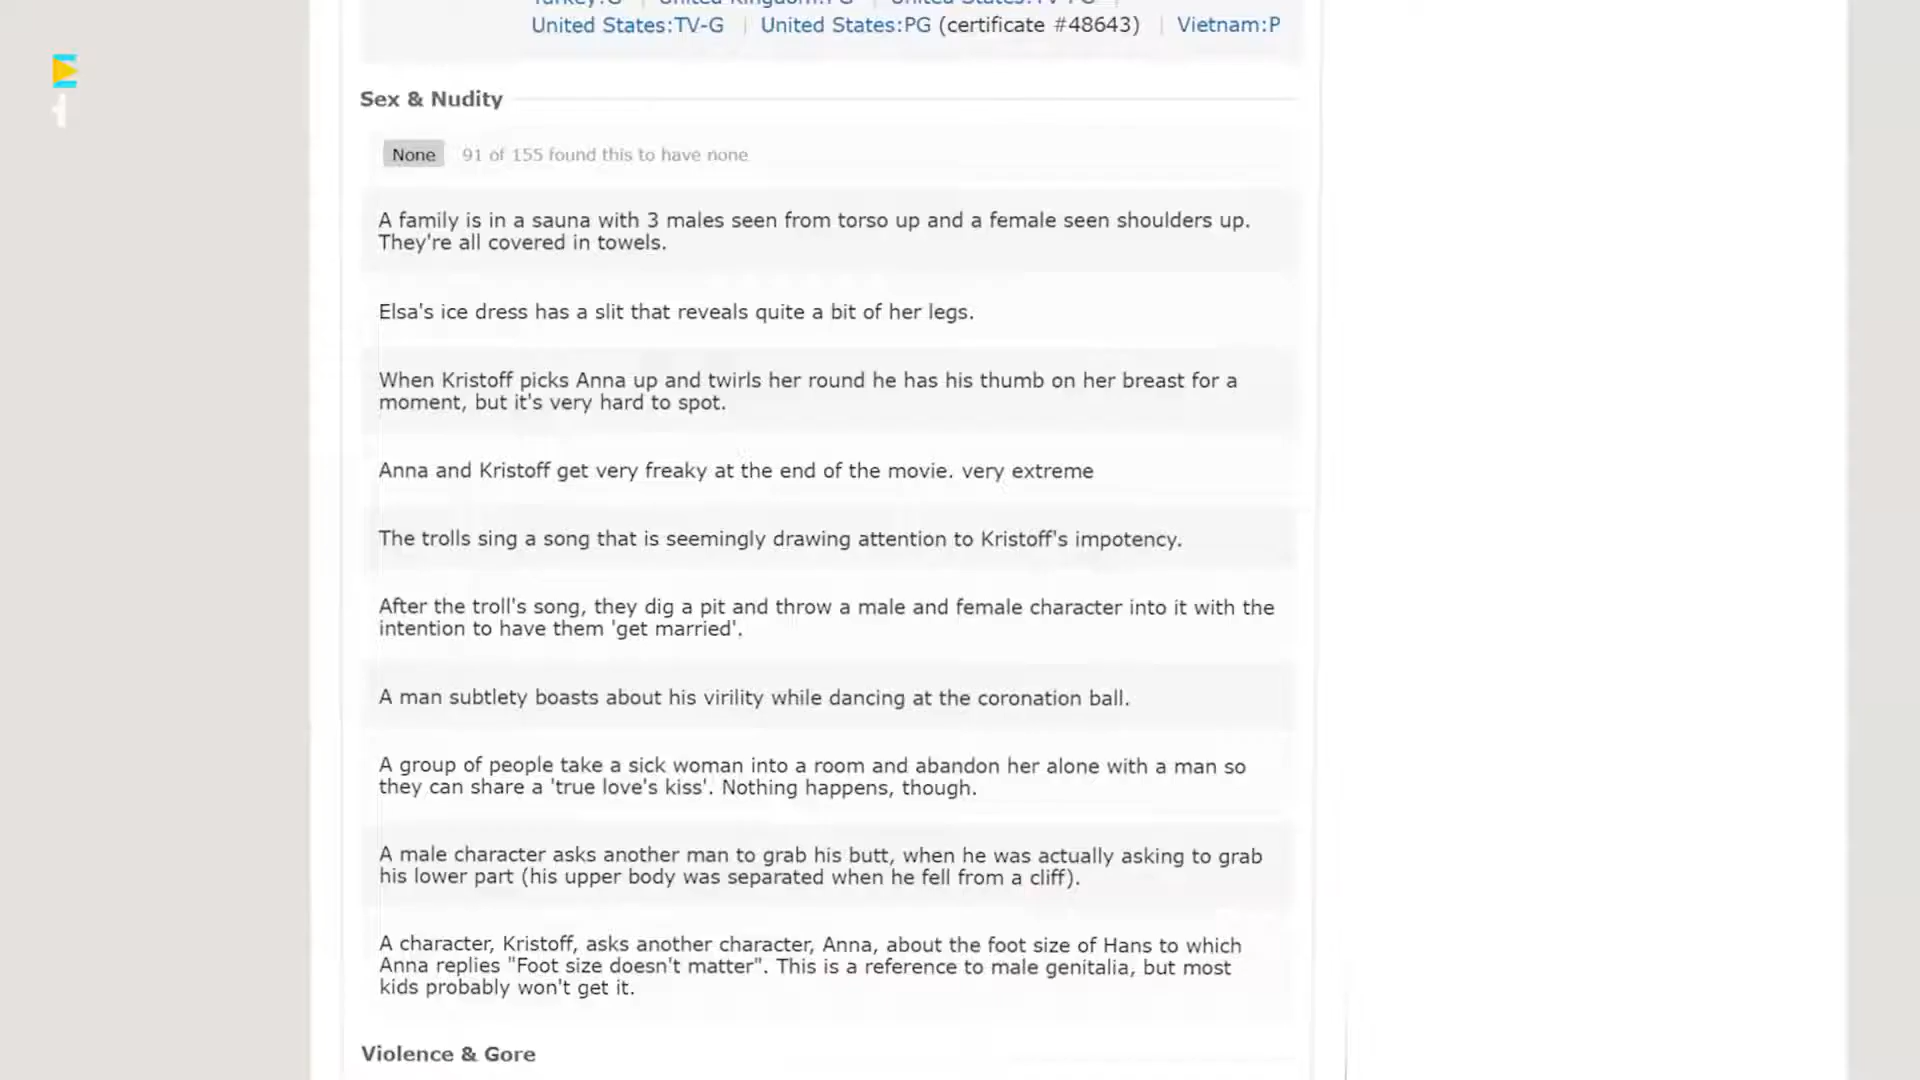 United States:TV-G | United States:PG (certificate #48643) | Vietnam:P
Sex & Nudity
None 91 of 155 found this to have none
A family is in a sauna with 3 males seen from torso up and a female seen shoulders up.
They're all covered in towels.
Elsa's ice dress has a slit that reveals quite a bit of her legs.
When Kristoff picks Anna up and twirls her round he has his thumb on her breast for a
moment, but it's very hard to spot.
Anna and Kristoff get very freaky at the end of the movie. very extreme
The trolls sing a song that is seemingly drawing attention to Kristoff's impotency.
After the troll's song, they dig a pit and throw a male and female character into it with the
intention to have them 'get married'.
A man subtlety boasts about his virility while dancing at the coronation ball.
A group of people take a sick woman into a room and abandon her alone with a man so
they can share a 'true love's kiss'. Nothing happens, though.
A male character asks another man to grab his butt, when he was actually asking to grab
his lower part (his upper body was separated when he fell from a cliff).
A character, Kristoff, asks another character, Anna, about the foot size of Hans to which
Anna replies "Foot size doesn't matter". This is a reference to male genitalia, but most
kids probably won't get it.
Violence & Gore